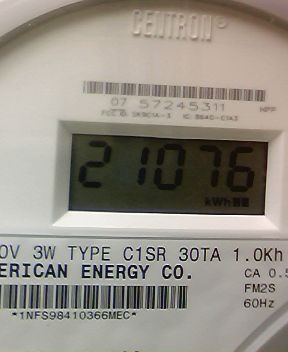 CENTRON®
07 57245311
HPP
21076
kWh
0V 3W TYPE C1SR 30TA 1.0Kh
ERICAN ENERGY CO.
CA 0.5
FM2S
60Hz
*1NFS98410366MEC*